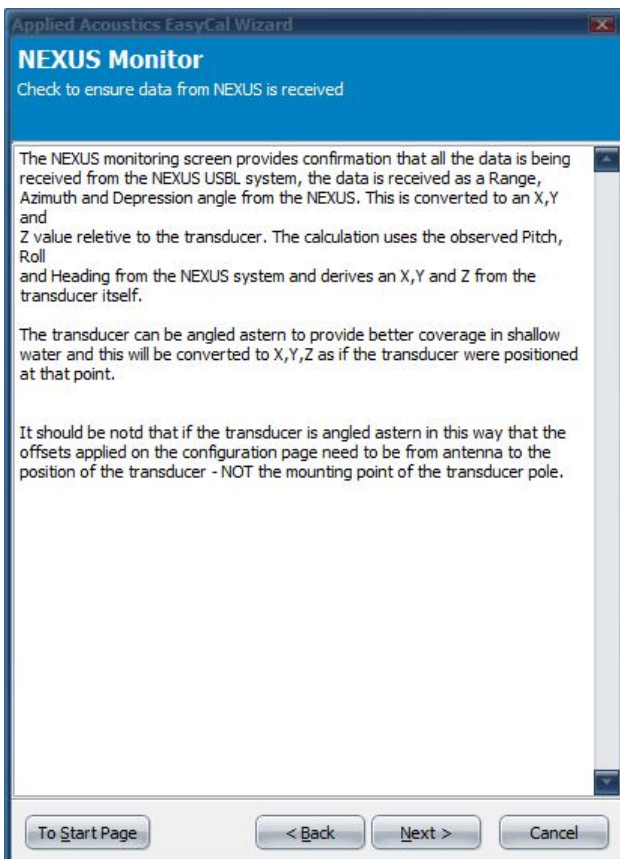 Applied Acoustics EasyCal Wizard
NEXUS Monitor
Check to ensure data from NEXUS is received
The NEXUS monitoring screen provides confirmation that all the data is being
received from the NEXUS USBL system, the data is received as a Range,
Azimuth and Depression angle from the NEXUS. This is converted to an X,Y
and
Z value reletive to the transducer. The calculation uses the observed Pitch,
Roll
and Heading from the NEXUS system and derives an X,Y and Z from the
transducer itself.
The transducer can be angled astern to provide better coverage in shallow
water and this will be converted to X,Y,Z as if the transducer were positioned
at that point.
It should be notd that if the transducer is angled astern in this way that the
offsets applied on the configuration page need to be from antenna to the
position of the transducer - NOT the mounting point of the transducer pole.
To Start Page
< Back
Next >
Cancel